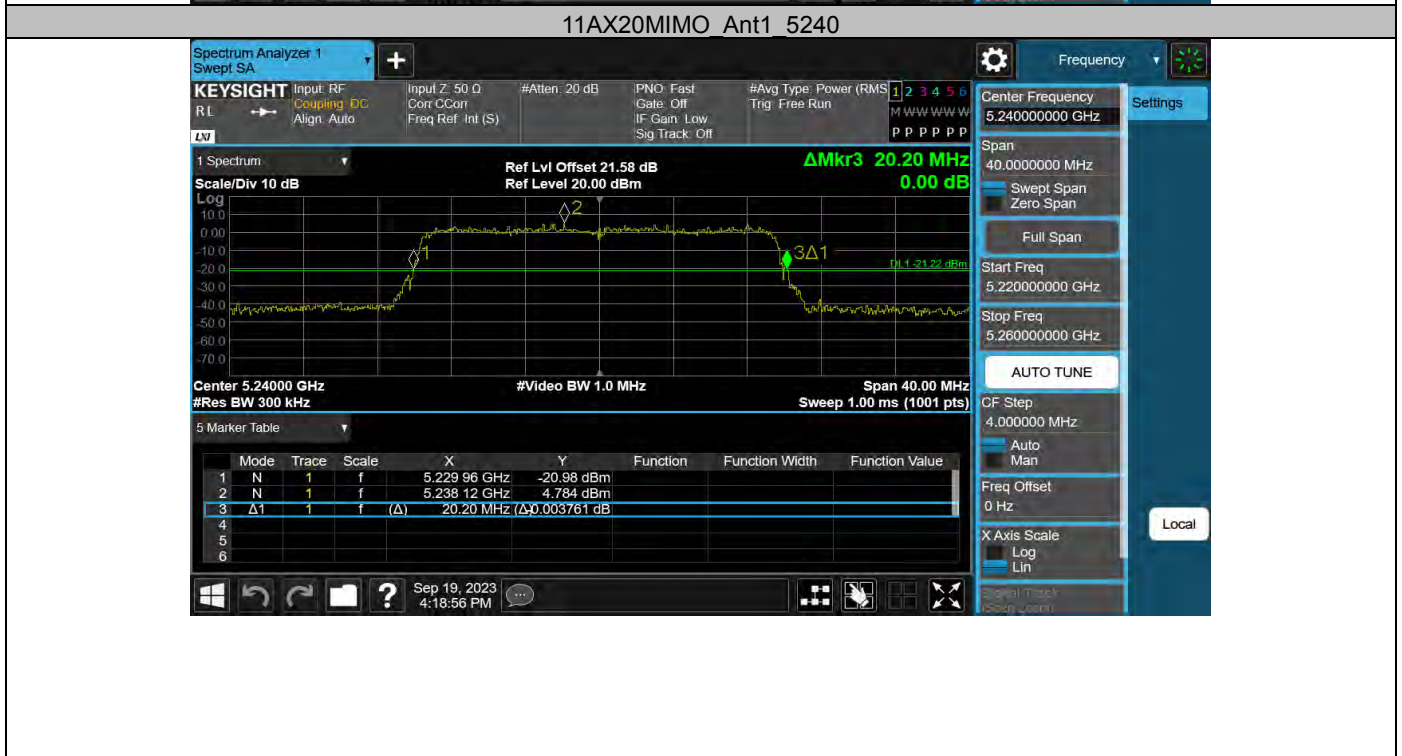 11AX20MIMO_Ant1_5240
Spectrum Analyzer 1
Swept SA
+
Frequency
KEYSIGHT
RL
LXI
Input: RF
Coupling: DC
Align: Auto
Input Z: 50 Ω
Corr CCorr
Freq Ref: Int (S)
#Atten: 20 dB
PNO: Fast
Gate: Off
IF Gain: Low
Sig Track: Off
#Avg Type: Power (RMS
Trig: Free Run
1 2 3 4 5 6
M W W W W W
P P P P P P
Center Frequency
5.240000000 GHz
Settings
1 Spectrum
Scale/Div 10 dB
Ref Lvl Offset 21.58 dB
Ref Level 20.00 dBm
ΔMkr3 20.20 MHz
0.00 dB
Span
40.0000000 MHz
Swept Span
Zero Span
Full Span
Log
10.0
0.00
-10.0
-20.0
-30.0
-40.0
-50.0
-60.0
-70.0
2
1
3Δ1
DL1 -21.22 dBm
Start Freq
5.220000000 GHz
Stop Freq
5.260000000 GHz
AUTO TUNE
Center 5.24000 GHz
#Res BW 300 kHz
#Video BW 1.0 MHz
Span 40.00 MHz
Sweep 1.00 ms (1001 pts)
CF Step
4.000000 MHz
Auto
Man
5 Marker Table
Mode Trace Scale X Y Function Function Width Function Value
1 N 1 f 5.229 96 GHz -20.98 dBm
2 N 1 f 5.238 12 GHz 4.784 dBm
3 Δ1 1 f (Δ) 20.20 MHz (Δ) 0.003761 dB
4
5
6
Freq Offset
0 Hz
Local
X Axis Scale
Log
Lin
Signal Track
(Span Zoom)
?
Sep 19, 2023
4:18:56 PM